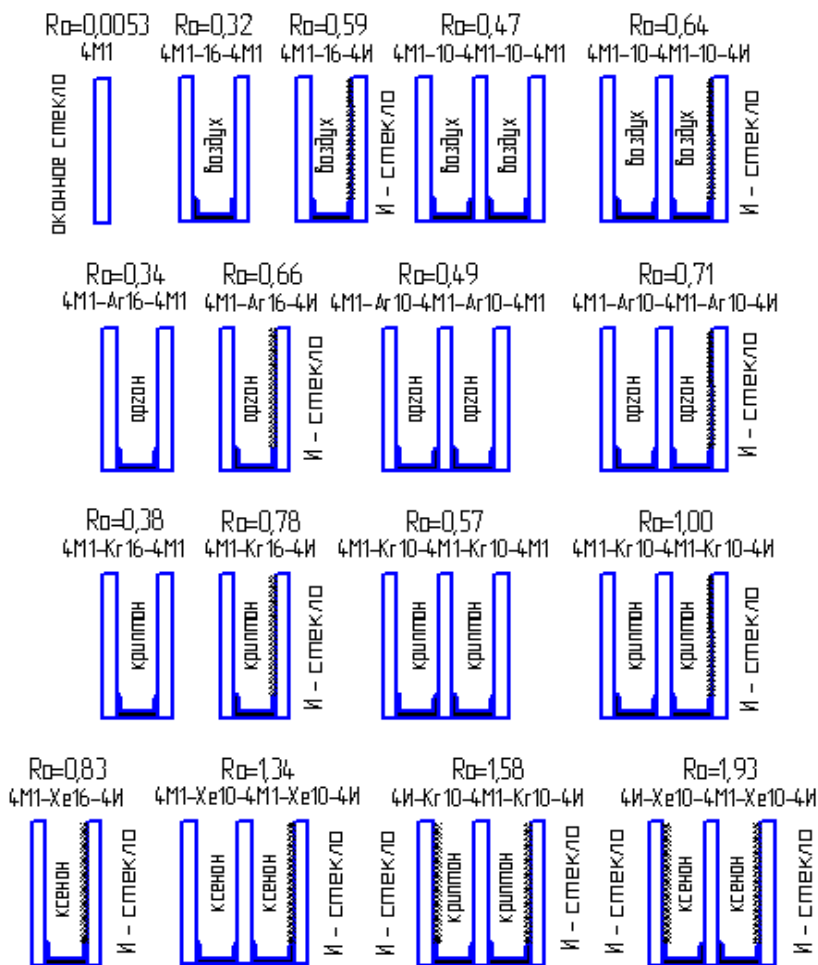 Ro=0,0053 Ro=0,32 Ro=0,59 Ro=0,47 Ro=0,64
4М1 4М1-16-4М1 4М1-16-4И 4М1-10-4М1-10-4М1 4М1-10-4М1-10-4И
оконное стекло
воздух
воздух
И - стекло
воздух
воздух
воздух
воздух
И - стекло
Ro=0,34 Ro=0,66 Ro=0,49 Ro=0,71
4М1-Ar16-4М1 4М1-Ar16-4И 4М1-Ar10-4М1-Ar10-4М1 4М1-Ar10-4М1-Ar10-4И
аргон
аргон
И - стекло
аргон
аргон
аргон
аргон
И - стекло
Ro=0,38 Ro=0,78 Ro=0,57 Ro=1,00
4М1-Kr16-4М1 4М1-Kr16-4И 4М1-Kr10-4М1-Kr10-4М1 4М1-Kr10-4М1-Kr10-4И
криптон
криптон
И - стекло
криптон
криптон
криптон
криптон
И - стекло
Ro=0,83 Ro=1,34 Ro=1,58 Ro=1,93
4М1-Xe16-4И 4М1-Xe10-4М1-Xe10-4И 4И-Kr10-4М1-Kr10-4И 4И-Xe10-4М1-Xe10-4И
ксенон
И - стекло
ксенон
ксенон
И - стекло
И - стекло
криптон
криптон
И - стекло
И - стекло
ксенон
ксенон
И - стекло